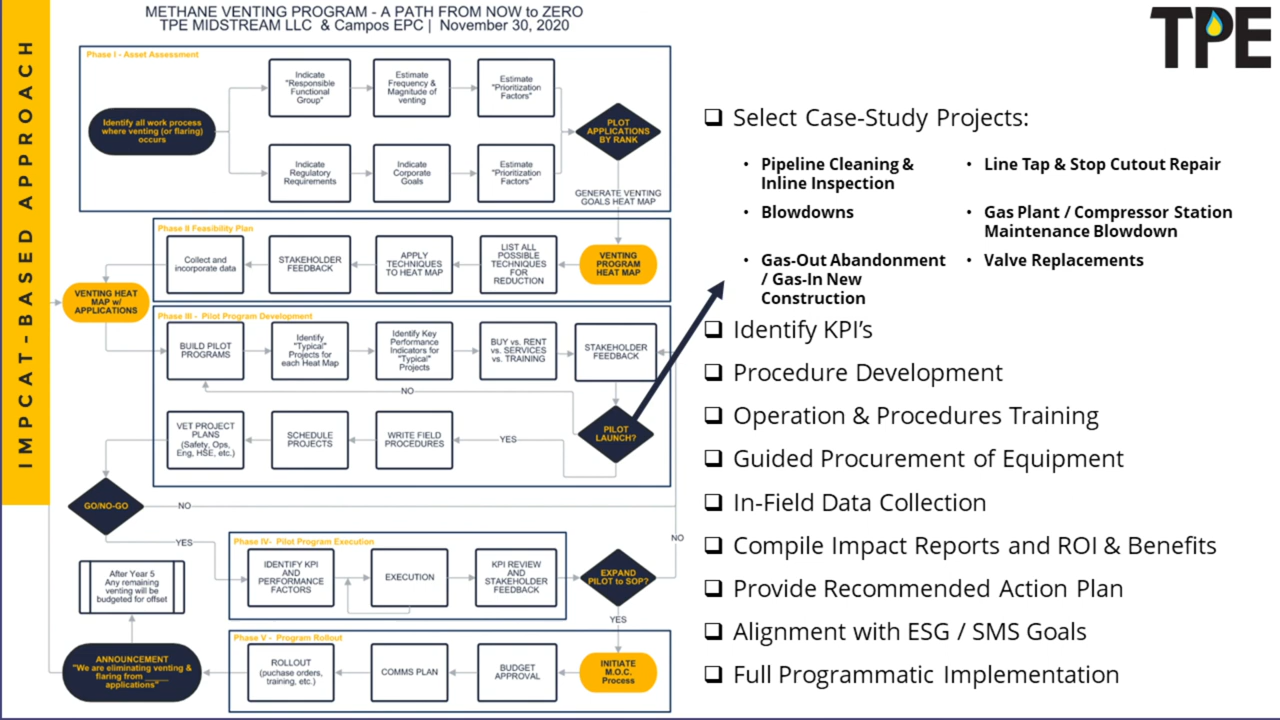 METHANE VENTING PROGRAM - A PATH FROM NOW to ZERO
TPE MIDSTREAM LLC & Campos EPC | November 30, 2020
TPE
IMPCAT-BASED APPROACH
Phase I - Asset Assessment
Identify all work process
where venting (or flaring)
occurs
Indicate
"Responsible
Functional
Group"
Estimate
Frequency &
Magnitude of
venting
Estimate
"Prioritization
Factors"
Indicate
Regulatory
Requirements
Indicate
Corporate
Goals
Estimate
"Prioritization
Factors"
PLOT
APPLICATIONS
BY RANK
GENERATE VENTING
GOALS HEAT MAP
Phase II Feasibility Plan
VENTING
PROGRAM
HEAT MAP
LIST ALL
POSSIBLE
TECHNIQUES
FOR
REDUCTION
APPLY
TECHNIQUES
TO HEAT MAP
STAKEHOLDER
FEEDBACK
Collect and
incorporate data
VENTING HEAT
MAP w/
APPLICATIONS
Phase III - Pilot Program Development
BUILD PILOT
PROGRAMS
Identify
"Typical"
Projects for
each Heat Map
Identify Key
Performance
Indicators for
"Typical"
Projects
BUY vs. RENT
vs. SERVICES
vs. TRAINING
STAKEHOLDER
FEEDBACK
NO
PILOT
LAUNCH?
YES
WRITE FIELD
PROCEDURES
SCHEDULE
PROJECTS
VET PROJECT
PLANS
(Safety, Ops,
Eng, HSE, etc.)
GO/NO-GO
NO
YES
Phase IV- Pilot Program Execution
IDENTIFY KPI
AND
PERFORMANCE
FACTORS
EXECUTION
KPI REVIEW
AND
STAKEHOLDER
FEEDBACK
EXPAND
PILOT to SOP?
NO
YES
After Year 5
Any remaining
venting will be
budgeted for offset
Phase V - Program Rollout
INITIATE
M.O.C.
Process
BUDGET
APPROVAL
COMMS PLAN
ROLLOUT
(puchase orders,
training, etc.)
ANNOUNCEMENT
"We are eliminating venting &
flaring from _____
applications"
Select Case-Study Projects:
• Pipeline Cleaning &
Inline Inspection
• Line Tap & Stop Cutout Repair
• Blowdowns
• Gas Plant / Compressor Station
Maintenance Blowdown
• Gas-Out Abandonment
/ Gas-In New
Construction
• Valve Replacements
Identify KPI's
Procedure Development
Operation & Procedures Training
Guided Procurement of Equipment
In-Field Data Collection
Compile Impact Reports and ROI & Benefits
Provide Recommended Action Plan
Alignment with ESG / SMS Goals
Full Programmatic Implementation